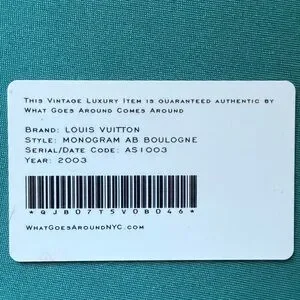 This Vintage Luxury Item is guaranteed authentic by
What Goes Around Comes Around
Brand: LOUIS VUITTON
Style: MONOGRAM AB BOULOGNE
Serial/Date Code: AS1003
Year: 2003
*QJB07T5V0B046*
WhatGoesAroundNYC.com